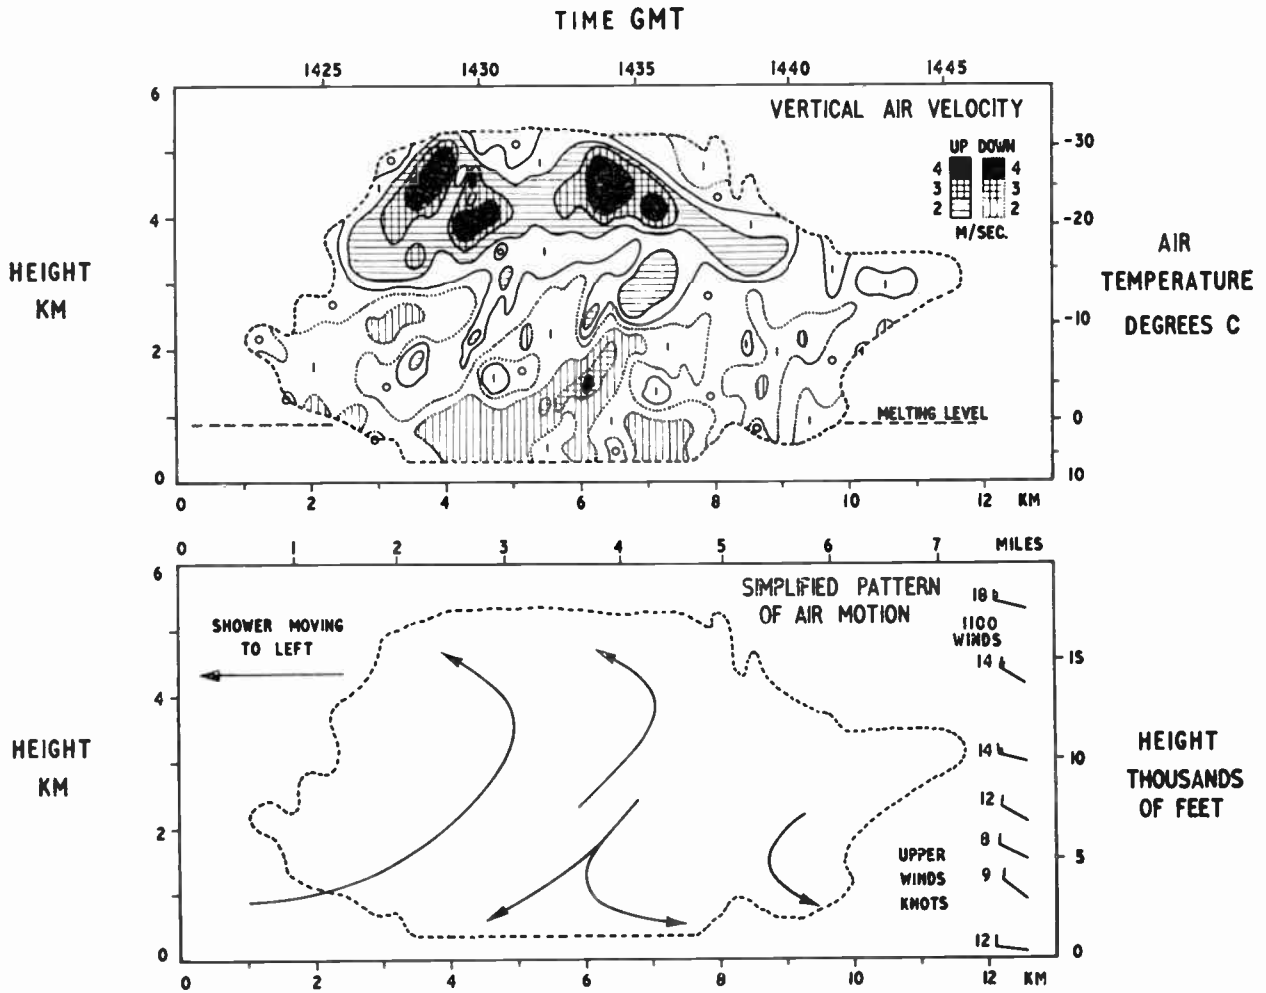 TIME GMT
1425 1430 1435 1440 1445
6
VERTICAL AIR VELOCITY
UP DOWN
4 4
3 3
2 2
M/SEC.
-30
4
-20
AIR
TEMPERATURE
DEGREES C
HEIGHT
KM
-10
2
MELTING LEVEL
0
0
10
0 2 4 6 8 10 12 KM
0 1 2 3 4 5 6 7 MILES
6
SIMPLIFIED PATTERN
OF AIR MOTION
18
1100
WINDS
SHOWER MOVING
TO LEFT
14
15
4
HEIGHT
KM
14
10
HEIGHT
THOUSANDS
OF FEET
12
2
8
UPPER
WINDS
KNOTS
5
9
12
0
0
0 2 4 6 8 10 12 KM